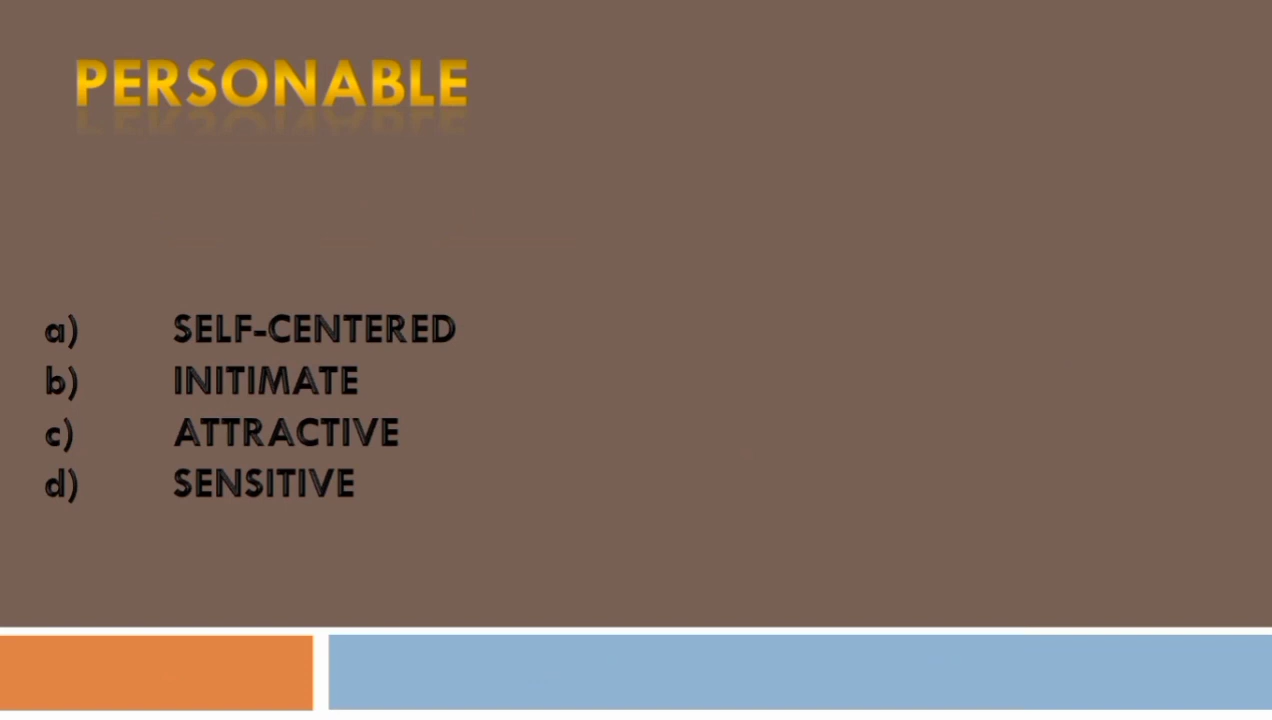 PERSONABLE
a) SELF-CENTERED
b) INITIMATE
c) ATTRACTIVE
d) SENSITIVE